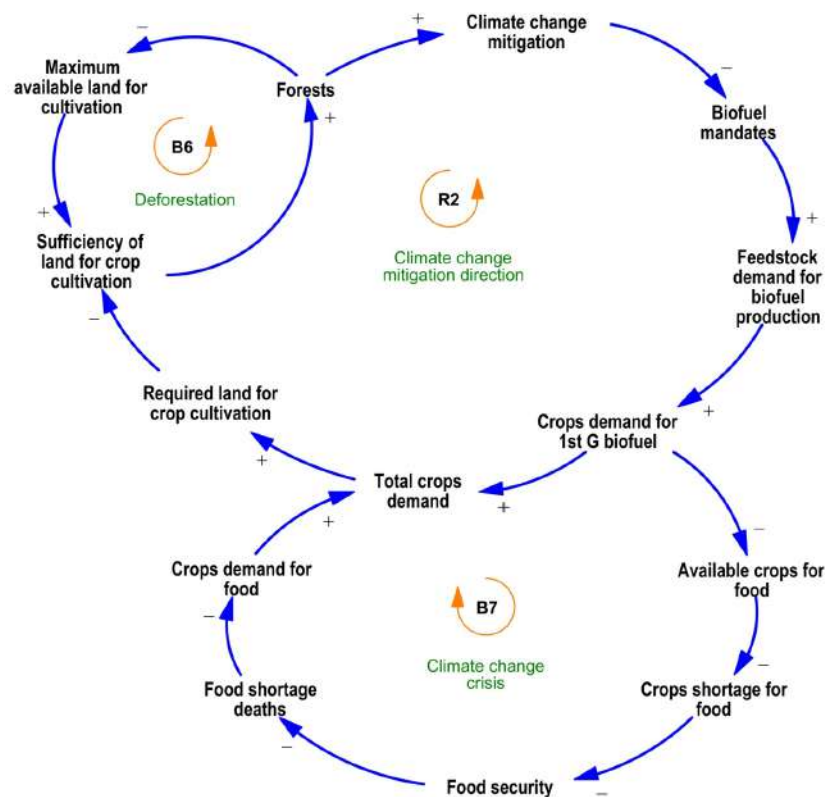 Climate change
mitigation
Maximum
available land for
cultivation
Forests
Biofuel
mandates
B6
Deforestation
R2
Climate change
mitigation direction
Sufficiency of
land for crop
cultivation
Feedstock
demand for
biofuel
production
Required land for
crop cultivation
Crops demand for
1st G biofuel
Total crops
demand
Crops demand for
food
Available crops for
food
B7
Climate change
crisis
Food shortage
deaths
Crops shortage for
food
Food security